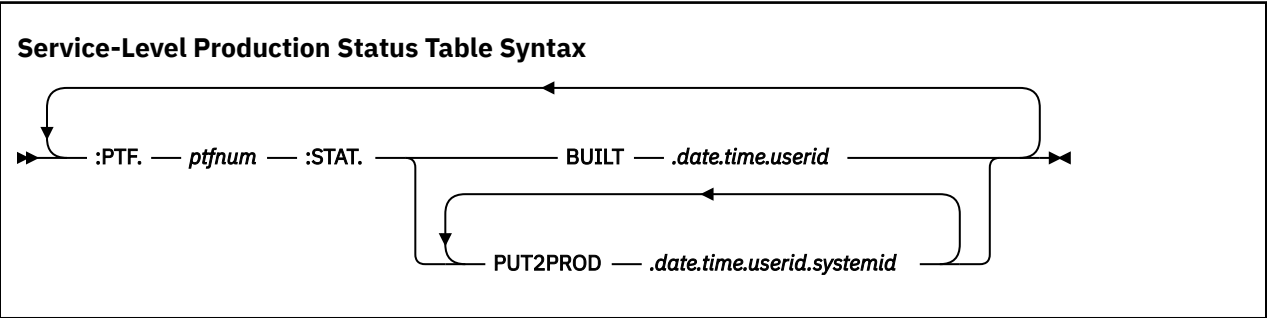 Service-Level Production Status Table Syntax
:PTF. ptfnum :STAT. BUILT .date.time.userid
PUT2PROD .date.time.userid.systemid